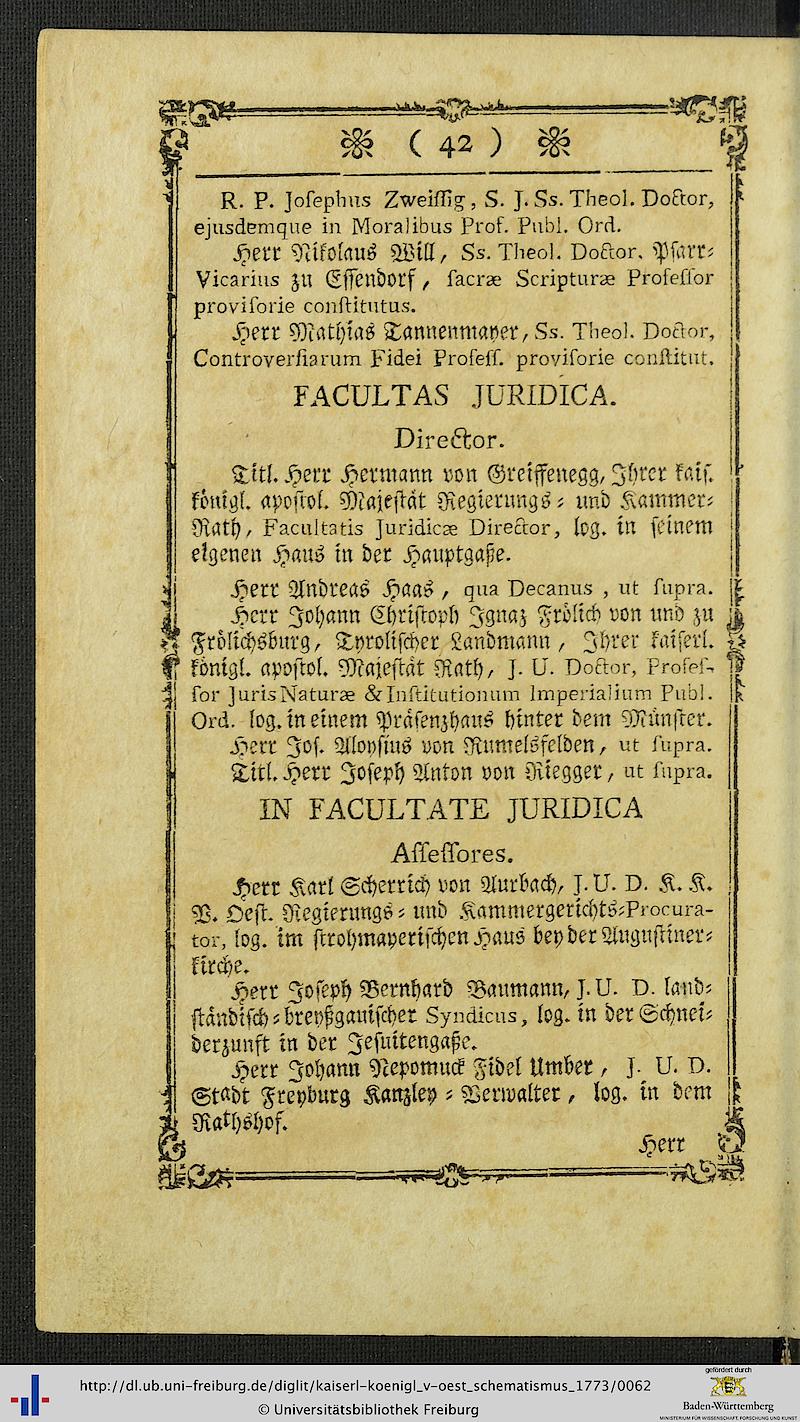 ( 42 )
R. P. Joſephus Zweiſſig, S. J. Ss. Theol. Doctor,
ejusdemque in Moralibus Prof. Publ. Ord.
Herr Nikolaus Will, Ss. Theol. Doctor. Pfarr⸗
Vicarius zu Eſſendorf, ſacræ Scripturæ Profeſſor
proviſorie conſtitutus.
Herr Mathias Tannenmayer, Ss. Theol. Doctor,
Controverſiarum Fidei Profeſſ. proviſorie conſtitut.
FACULTAS JURIDICA.
Director.
Titl. Herr Hermann von Greiffenegg, Ihrer kaiſ.
königl. apoſtol. Majeſtät Regierungs⸗ und Kammer⸗
Rath, Facultatis Juridicæ Director, log. in ſeinem
eigenen Haus in der Hauptgaße.
Herr Andreas Haas, qua Decanus, ut ſupra.
Herr Johann Chriſtoph Ignaz Frölich von und zu
Frölichsburg, Tyroliſcher Landmann, Ihrer kaiſerl.
königl. apoſtol. Majeſtät Rath, J. U. Doctor, Profeſ-
ſor Juris Naturæ & Inſtitutionum Imperialium Publ.
Ord. log. in einem Präſenzhaus hinter dem Münſter.
Herr Joſ. Aloyſius von Rumelsfelden, ut ſupra.
Titl. Herr Joſeph Anton von Riegger, ut ſupra.
IN FACULTATE JURIDICA
Aſſeſſores.
Herr Karl Scherrich von Aurbach, J. U. D. K. K.
V. Oeſt. Regierungs⸗ und Kammergerichts⸗Procura-
tor, log. im ſtrohmayeriſchen Haus bey der Auguſtiner⸗
kirche.
Herr Joſeph Bernhard Baumann, J. U. D. land⸗
ſtändiſch⸗breyßgauiſcher Syndicus, log. in der Schnei⸗
derzunft in der Jeſuitengaße.
Herr Johann Nepomuck Fidel Umber, J. U. D.
Stadt Freyburg Kanzley⸗Verwalter, log. in dem
Rathshof.
Herr
http://dl.ub.uni-freiburg.de/diglit/kaiserl-koenigl_v-oest_schematismus_1773/0062
© Universitätsbibliothek Freiburg
gefördert durch
Baden-Württemberg
MINISTERIUM FÜR WISSENSCHAFT, FORSCHUNG UND KUNST